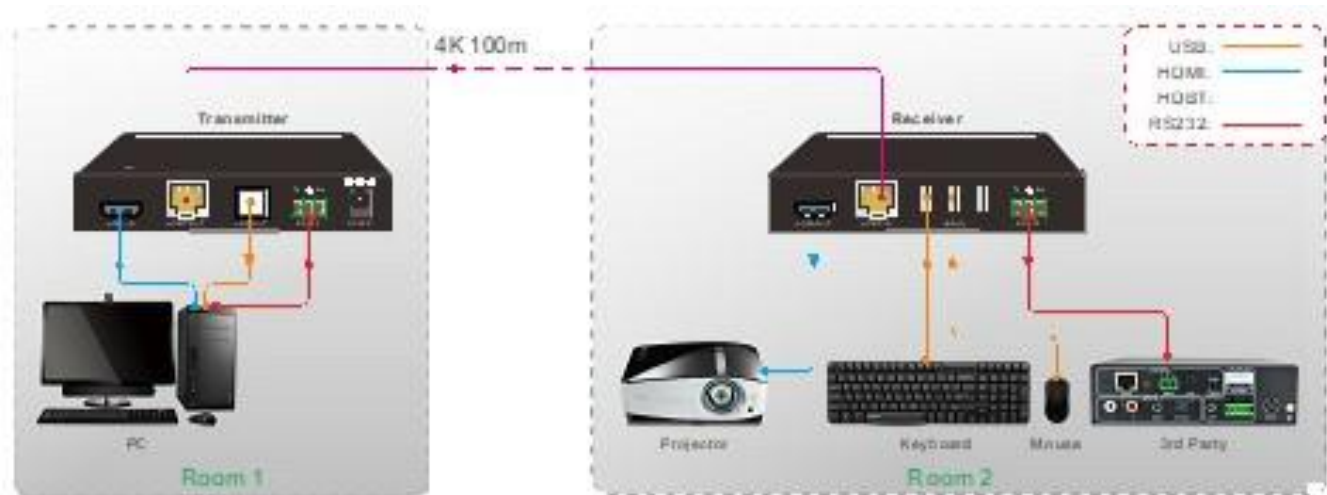 4K 100m
USB:
HDMI:
HDBT:
RS232:
Transmitter
Receiver
PC
Projector
Keyboard
Mouse
3rd Party
Room 1
Room 2